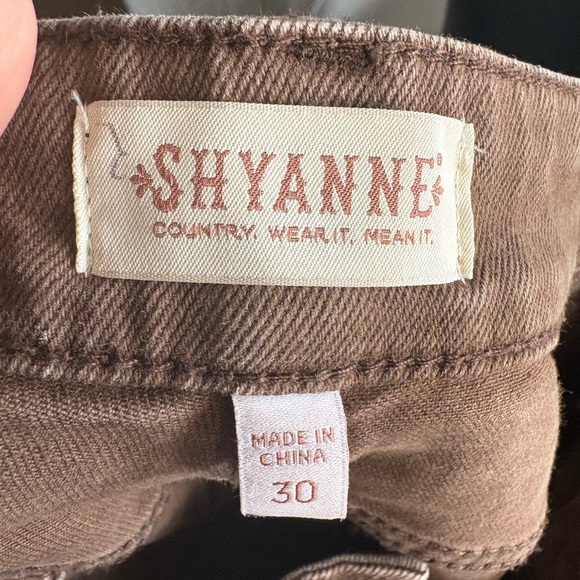 SHYANNE®
COUNTRY. WEAR IT. MEAN IT.
MADE IN
CHINA
30